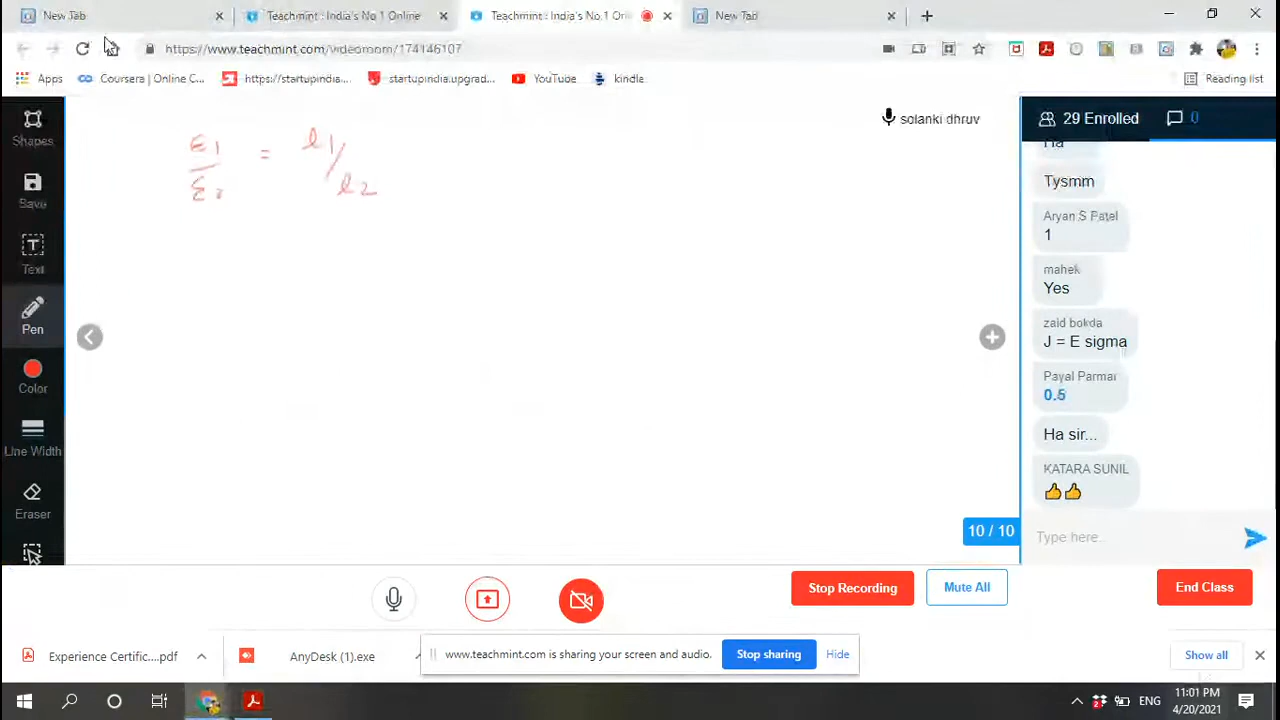 New Tab
Teachmint: India's No 1 Online
Teachmint: India's No.1 On
New Tab
https://www.teachmint.com/videoroom/174146107
Apps
Coursera | Online C...
https://startupindia...
startupindia.upgrad...
YouTube
kindle
Reading list
Shapes
Save
Text
Pen
Color
Line Width
Eraser
ε1 / ε2 = l1 / l2
solanki dhruv
29 Enrolled
0
Ha
Tysmm
Aryan S Patel
1
mahek
Yes
zaid bokda
J = E sigma
Payal Parmar
0.5
Ha sir...
KATARA SUNIL
👍👍
10 / 10
Type here..
Stop Recording
Mute All
End Class
Experience Certific....pdf
AnyDesk (1).exe
www.teachmint.com is sharing your screen and audio.
Stop sharing
Hide
Show all
ENG
11:01 PM
4/20/2021